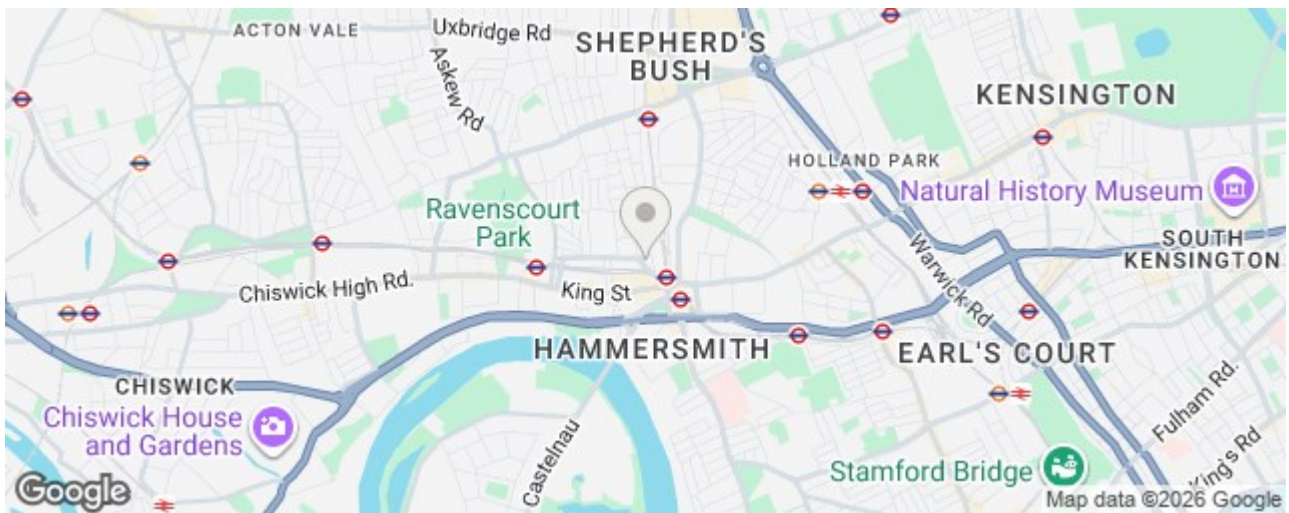 ACTON VALE
Uxbridge Rd
SHEPHERD'S
BUSH
Askew Rd
KENSINGTON
HOLLAND PARK
Natural History Museum
Ravenscourt
Park
SOUTH
KENSINGTON
Warwick Rd
Chiswick High Rd.
King St
HAMMERSMITH
EARL'S COURT
CHISWICK
Chiswick House
and Gardens
Castelnau
Fulham Rd.
King's Rd
Stamford Bridge
Google
Map data ©2026 Google